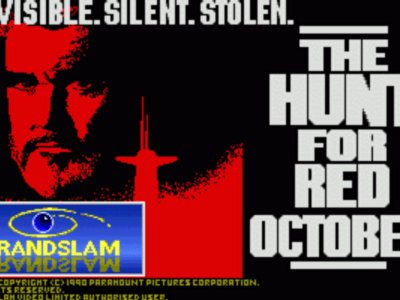 VISIBLE. SILENT. STOLEN.
THE
HUNT
FOR
RED
OCTOBE
RANDSLAM
COPYRIGHT (C) 1990 PARAMOUNT PICTURES CORPORATION.
TS RESERVED.
LAM VIDEO LIMITED AUTHORISED USER.